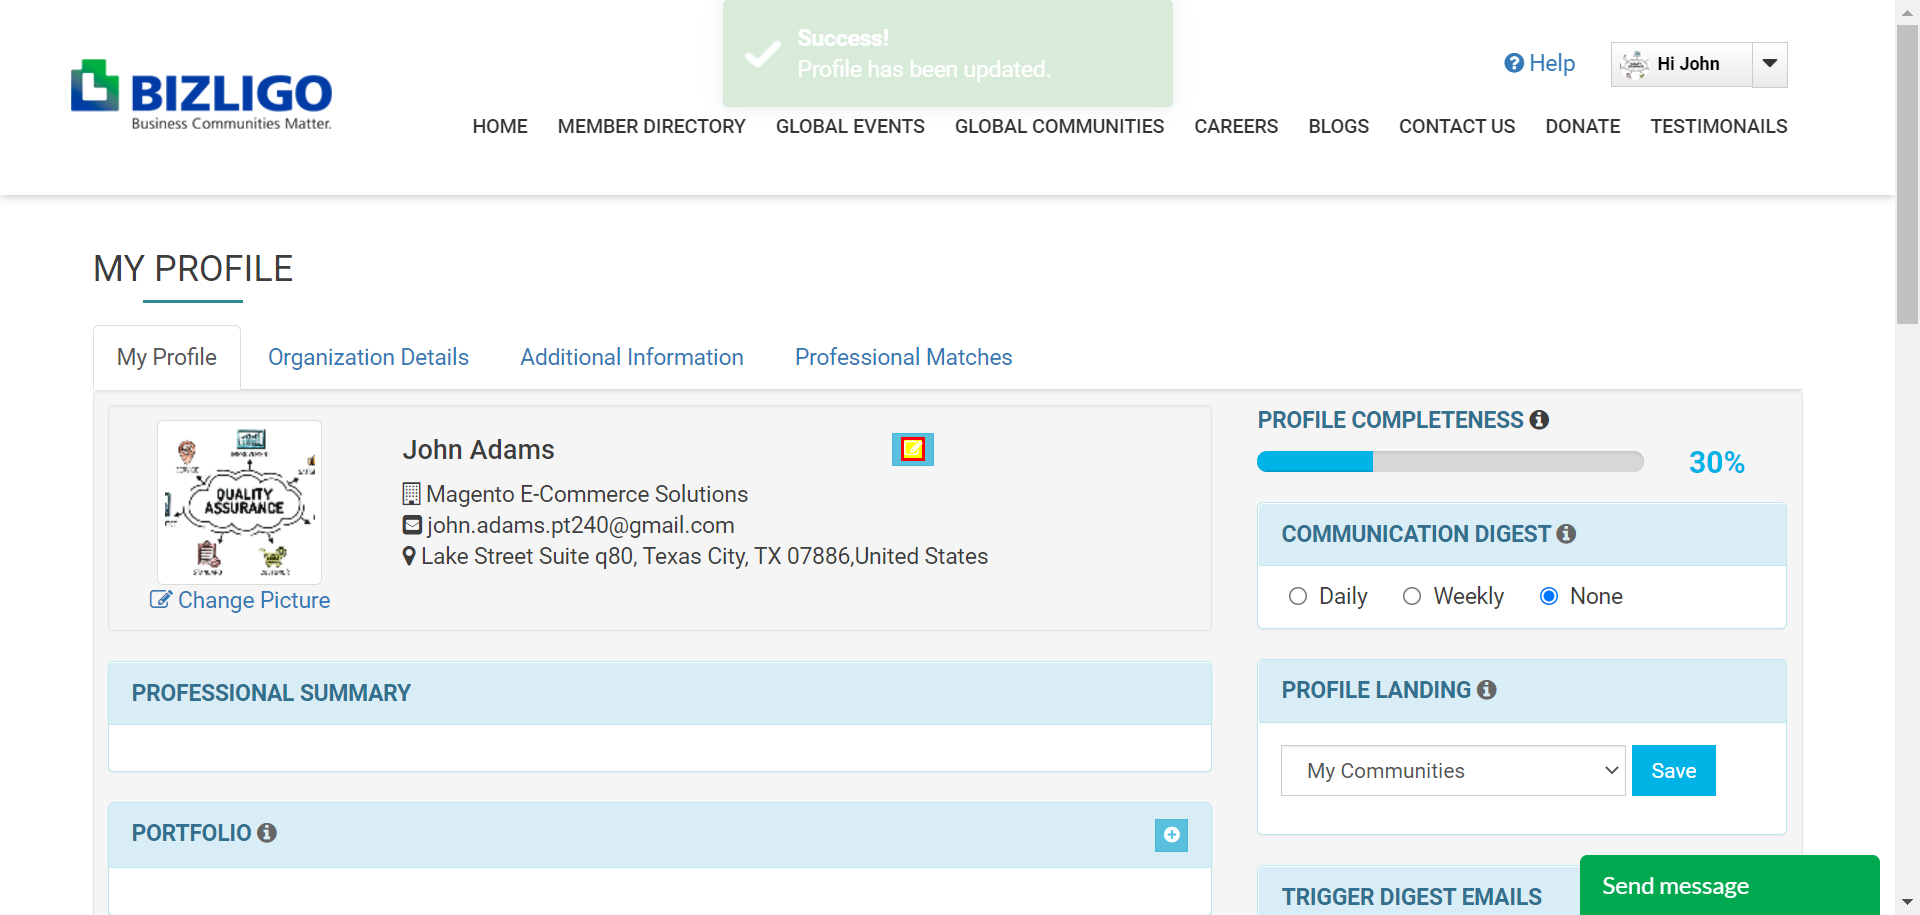 Success!
Profile has been updated.
BIZLIGO
Business Communities Matter.
Help
Hi John
HOME MEMBER DIRECTORY GLOBAL EVENTS GLOBAL COMMUNITIES CAREERS BLOGS CONTACT US DONATE TESTIMONAILS
MY PROFILE
My Profile Organization Details Additional Information Professional Matches
QUALITY
ASSURANCE
Change Picture
John Adams
Magento E-Commerce Solutions
john.adams.pt240@gmail.com
Lake Street Suite q80, Texas City, TX 07886,United States
PROFESSIONAL SUMMARY
PORTFOLIO
PROFILE COMPLETENESS
30%
COMMUNICATION DIGEST
Daily Weekly None
PROFILE LANDING
My Communities Save
TRIGGER DIGEST EMAILS
Send message